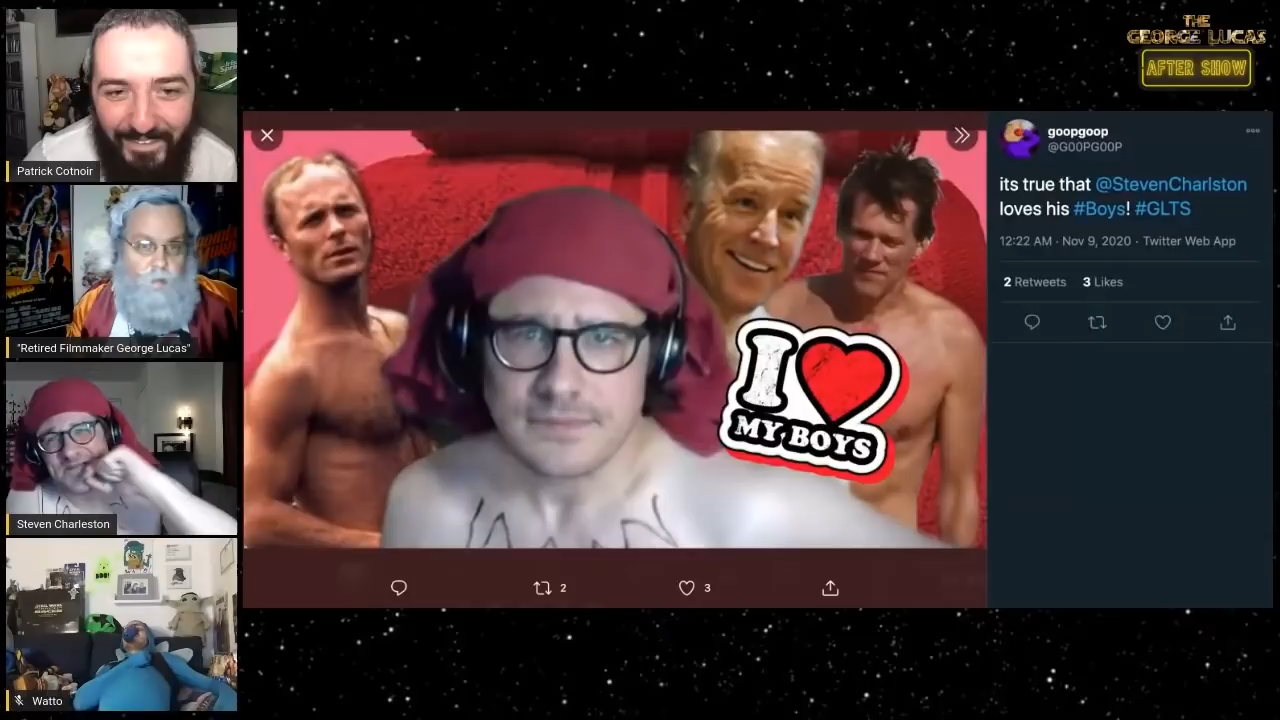 THE
GEORGE LUCAS
AFTER SHOW
Patrick Cotnoir
"Retired Filmmaker George Lucas"
Steven Charleston
Watto
I
MY BOYS
2
3
goopgoop
@G00PG00P
its true that @StevenCharlston
loves his #Boys! #GLTS
12:22 AM · Nov 9, 2020 · Twitter Web App
2 Retweets 3 Likes